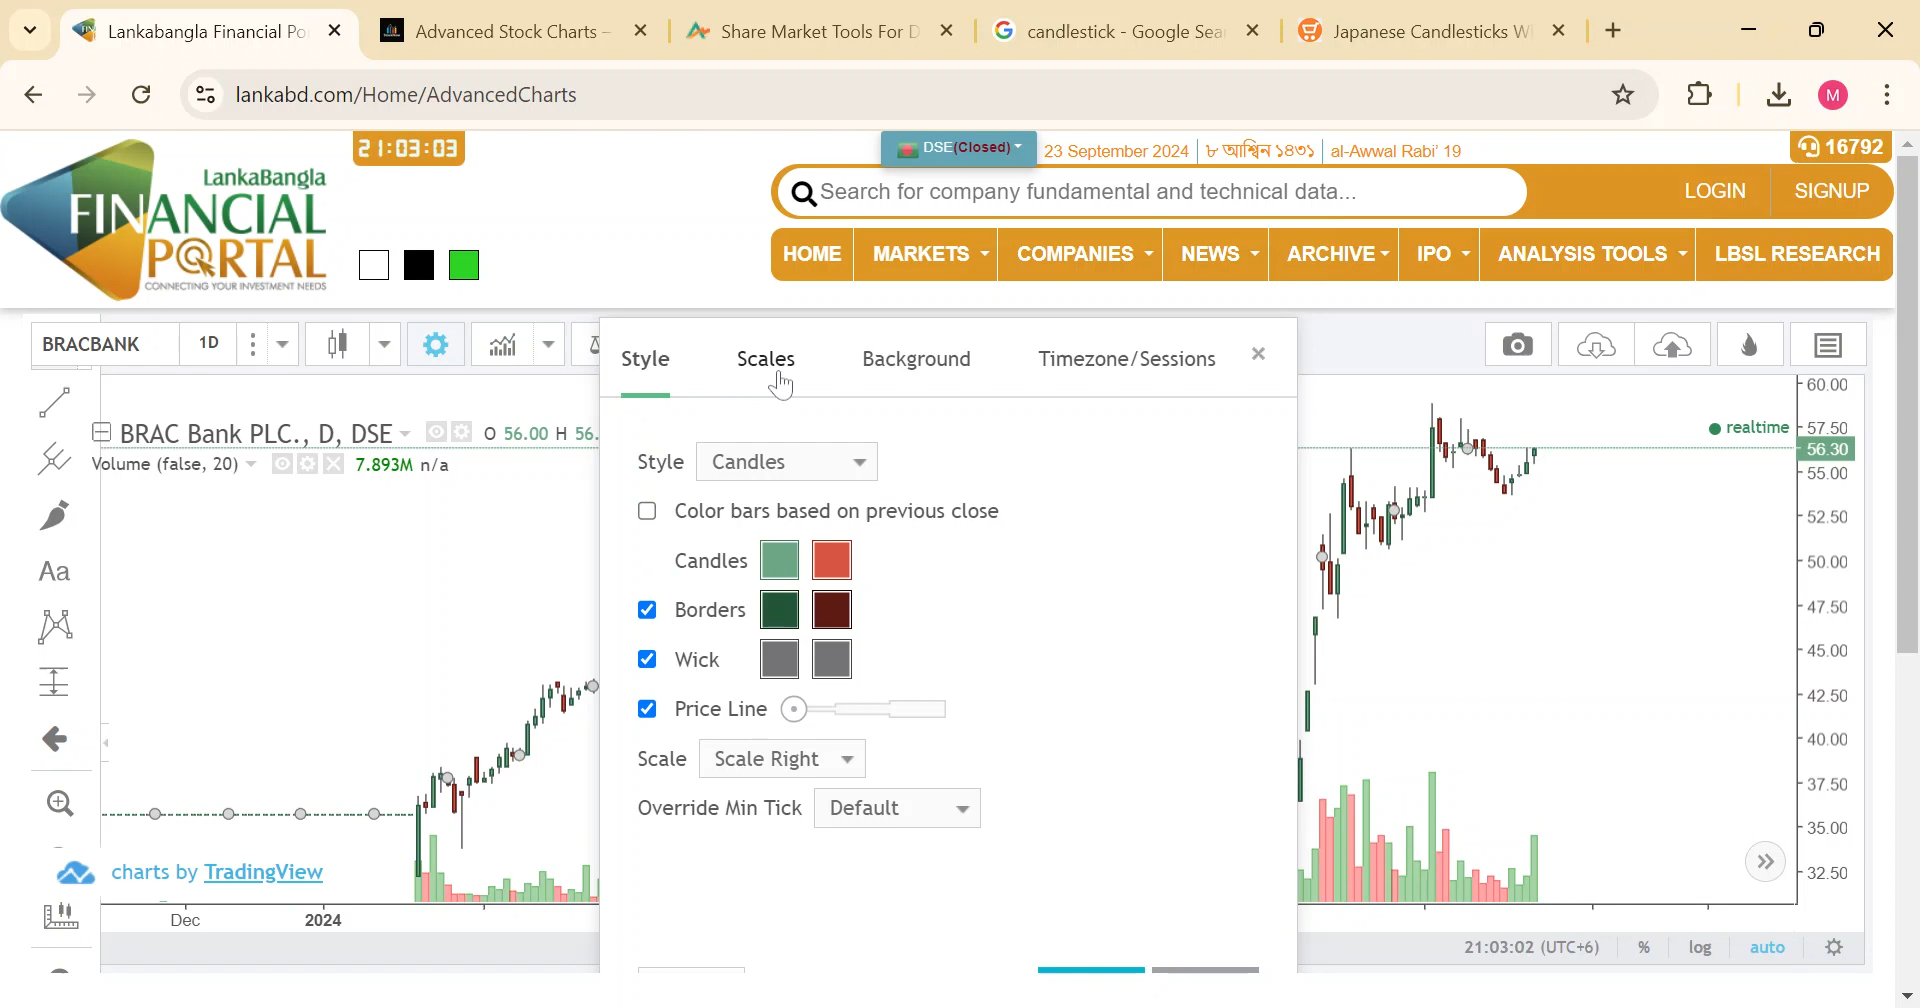 Lankabangla Financial Po
Advanced Stock Charts –
Share Market Tools For D
candlestick - Google Sea
Japanese Candlesticks W
lankabd.com/Home/AdvancedCharts
M
21:03:03
DSE(Closed)
23 September 2024
৮ আশ্বিন ১৪৩১
al-Awwal Rabi' 19
16792
LankaBangla
FINANCIAL
PORTAL
CONNECTING YOUR INVESTMENT NEEDS
Search for company fundamental and technical data...
LOGIN
SIGNUP
HOME
MARKETS
COMPANIES
NEWS
ARCHIVE
IPO
ANALYSIS TOOLS
LBSL RESEARCH
BRACBANK
1D
Style
Scales
Background
Timezone/Sessions
BRAC Bank PLC., D, DSE
O 56.00 H 56.
Volume (false, 20)
7.893M n/a
Aa
Style
Candles
Color bars based on previous close
Candles
Borders
Wick
Price Line
Scale
Scale Right
Override Min Tick
Default
realtime
60.00
57.50
56.30
55.00
52.50
50.00
47.50
45.00
42.50
40.00
37.50
35.00
32.50
charts by TradingView
Dec
2024
21:03:02 (UTC+6)
%
log
auto